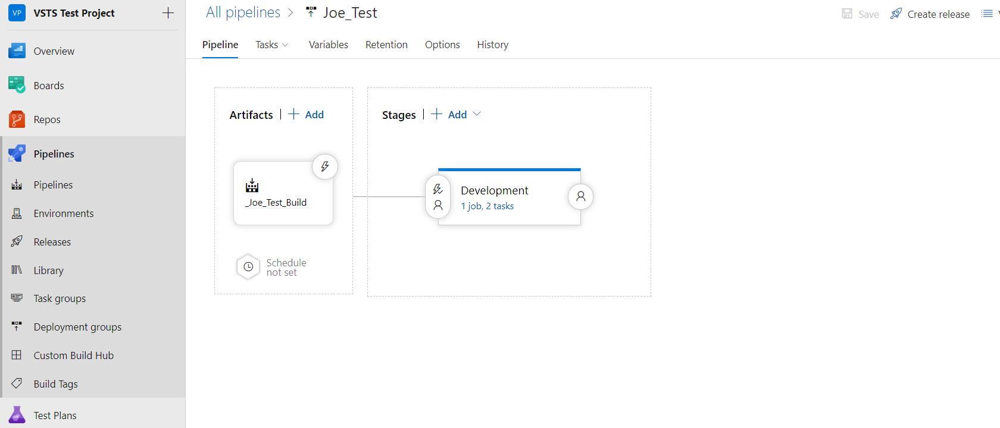 VP VSTS Test Project
Overview
Boards
Repos
Pipelines
Pipelines
Environments
Releases
Library
Task groups
Deployment groups
Custom Build Hub
Build Tags
Test Plans
All pipelines > Joe_Test
Save Create release
Pipeline Tasks Variables Retention Options History
Artifacts | + Add
_Joe_Test_Build
Schedule
not set
Stages | + Add
Development
1 job, 2 tasks